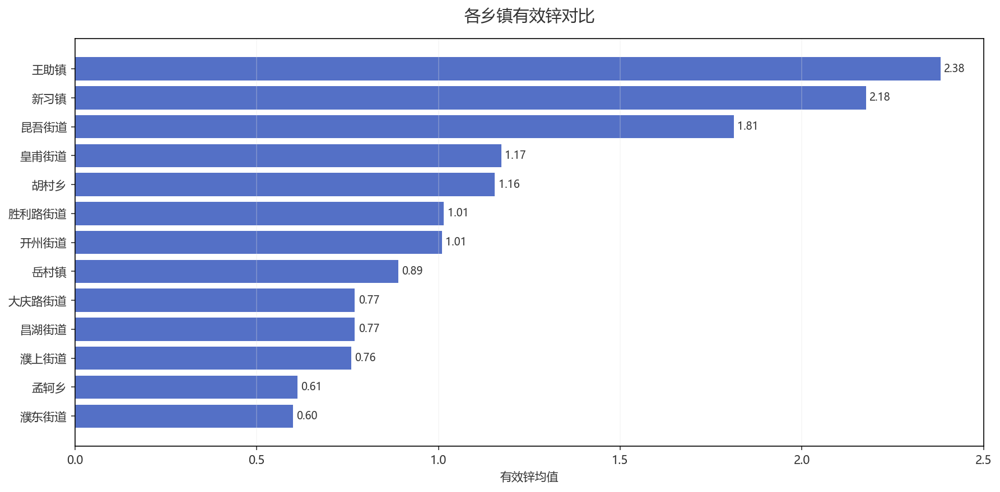 各乡镇有效锌对比
王助镇 2.38
新习镇 2.18
昆吾街道 1.81
皇甫街道 1.17
胡村乡 1.16
胜利路街道 1.01
开州街道 1.01
岳村镇 0.89
大庆路街道 0.77
昌湖街道 0.77
濮上街道 0.76
孟轲乡 0.61
濮东街道 0.60
0.0 0.5 1.0 1.5 2.0 2.5
有效锌均值